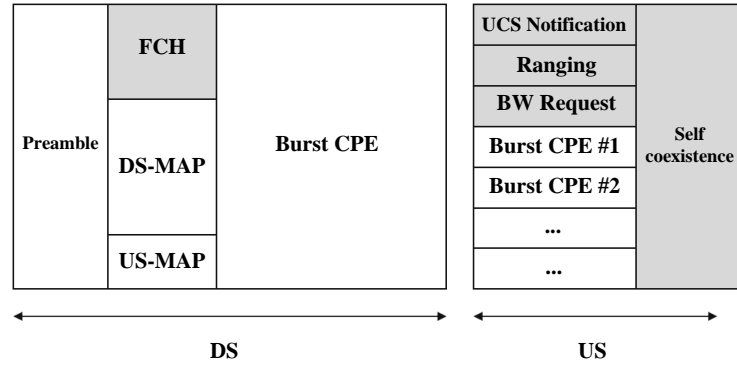 Preamble
FCH
DS-MAP
US-MAP
Burst CPE
UCS Notification
Ranging
BW Request
Burst CPE #1
Burst CPE #2
...
...
Self
coexistence
DS
US